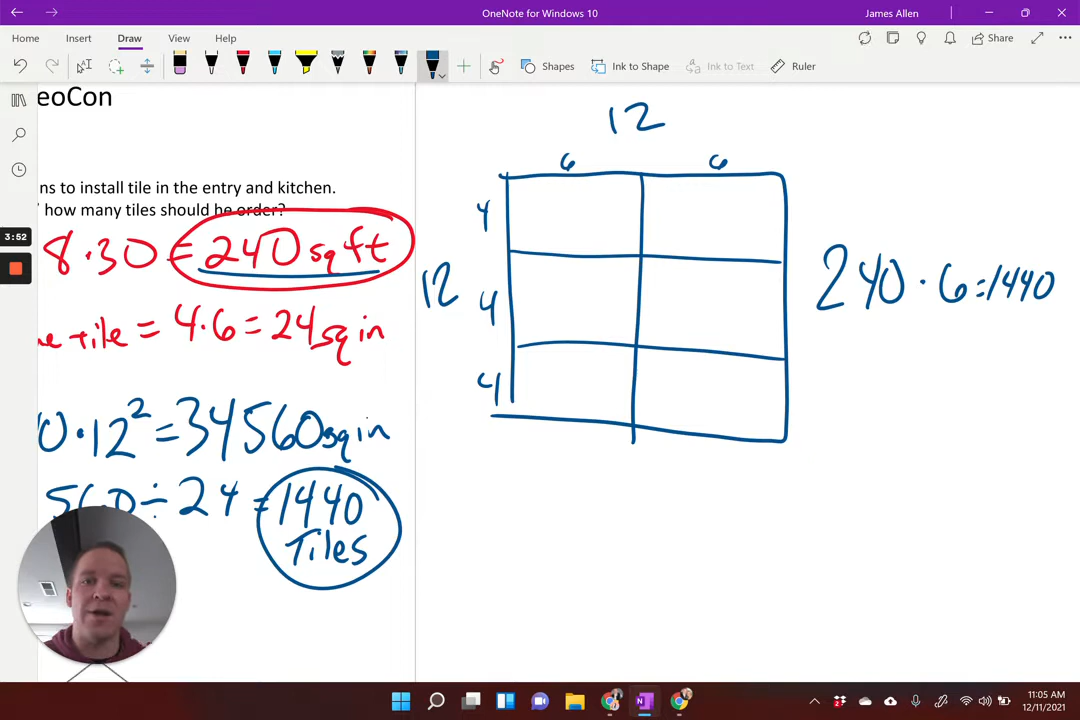 OneNote for Windows 10
James Allen
Home Insert Draw View Help
Share
Shapes Ink to Shape Ink to Text Ruler
eoCon
ns to install tile in the entry and kitchen.
how many tiles should he order?
3:52
8·30 = 240 sq ft
tile = 4·6 = 24 sq in
0·12² = 34560 sq in
560 ÷ 24 = 1440
Tiles
12
6 6
4
12
4
4
240 · 6 = 1440
11:05 AM
12/11/2021